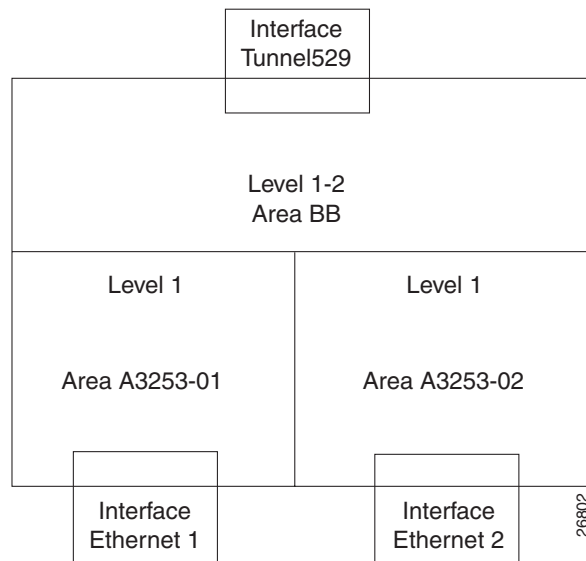 Interface
Tunnel529
Level 1-2
Area BB
Level 1
Level 1
Area A3253-01
Area A3253-02
Interface
Ethernet 1
Interface
Ethernet 2
26802